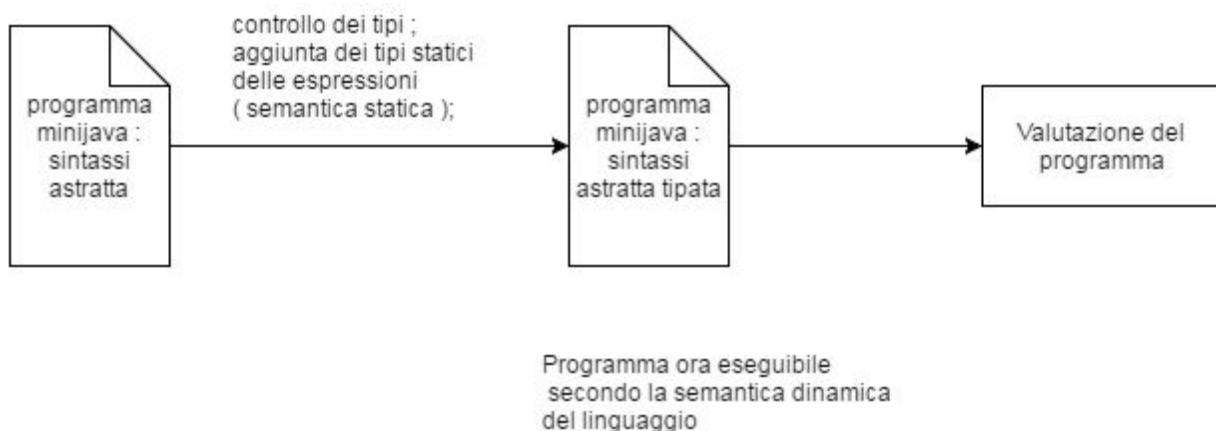 controllo dei tipi ;
aggiunta dei tipi statici
delle espressioni
( semantica statica );
programma
minijava :
sintassi
astratta
programma
minijava :
sintassi
astratta tipata
Valutazione del
programma
Programma ora eseguibile
secondo la semantica dinamica
del linguaggio